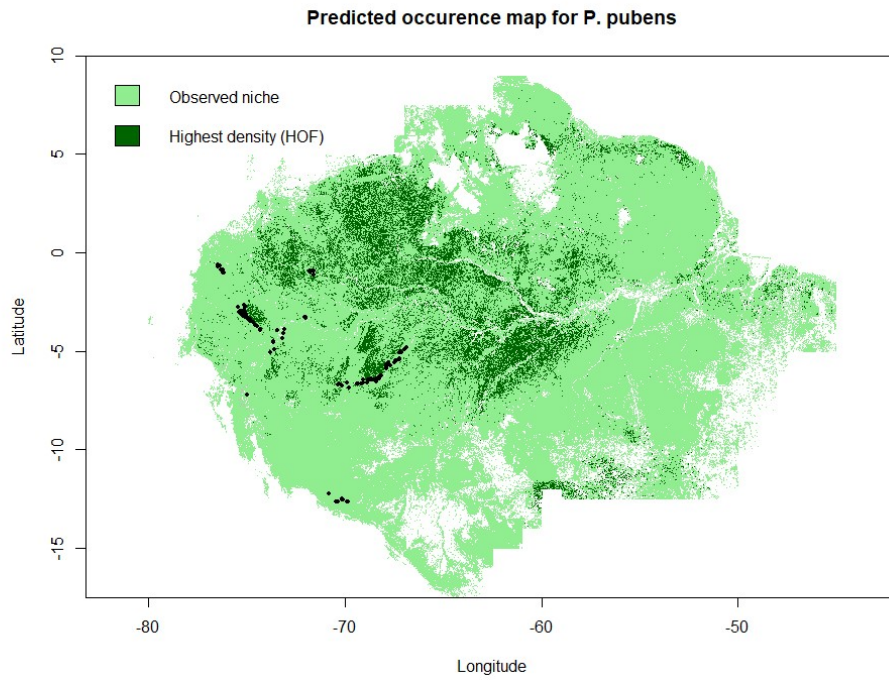 Predicted occurence map for P. pubens
Observed niche
Highest density (HOF)
10
5
0
-5
-10
-15
Latitude
-80
-70
-60
-50
Longitude